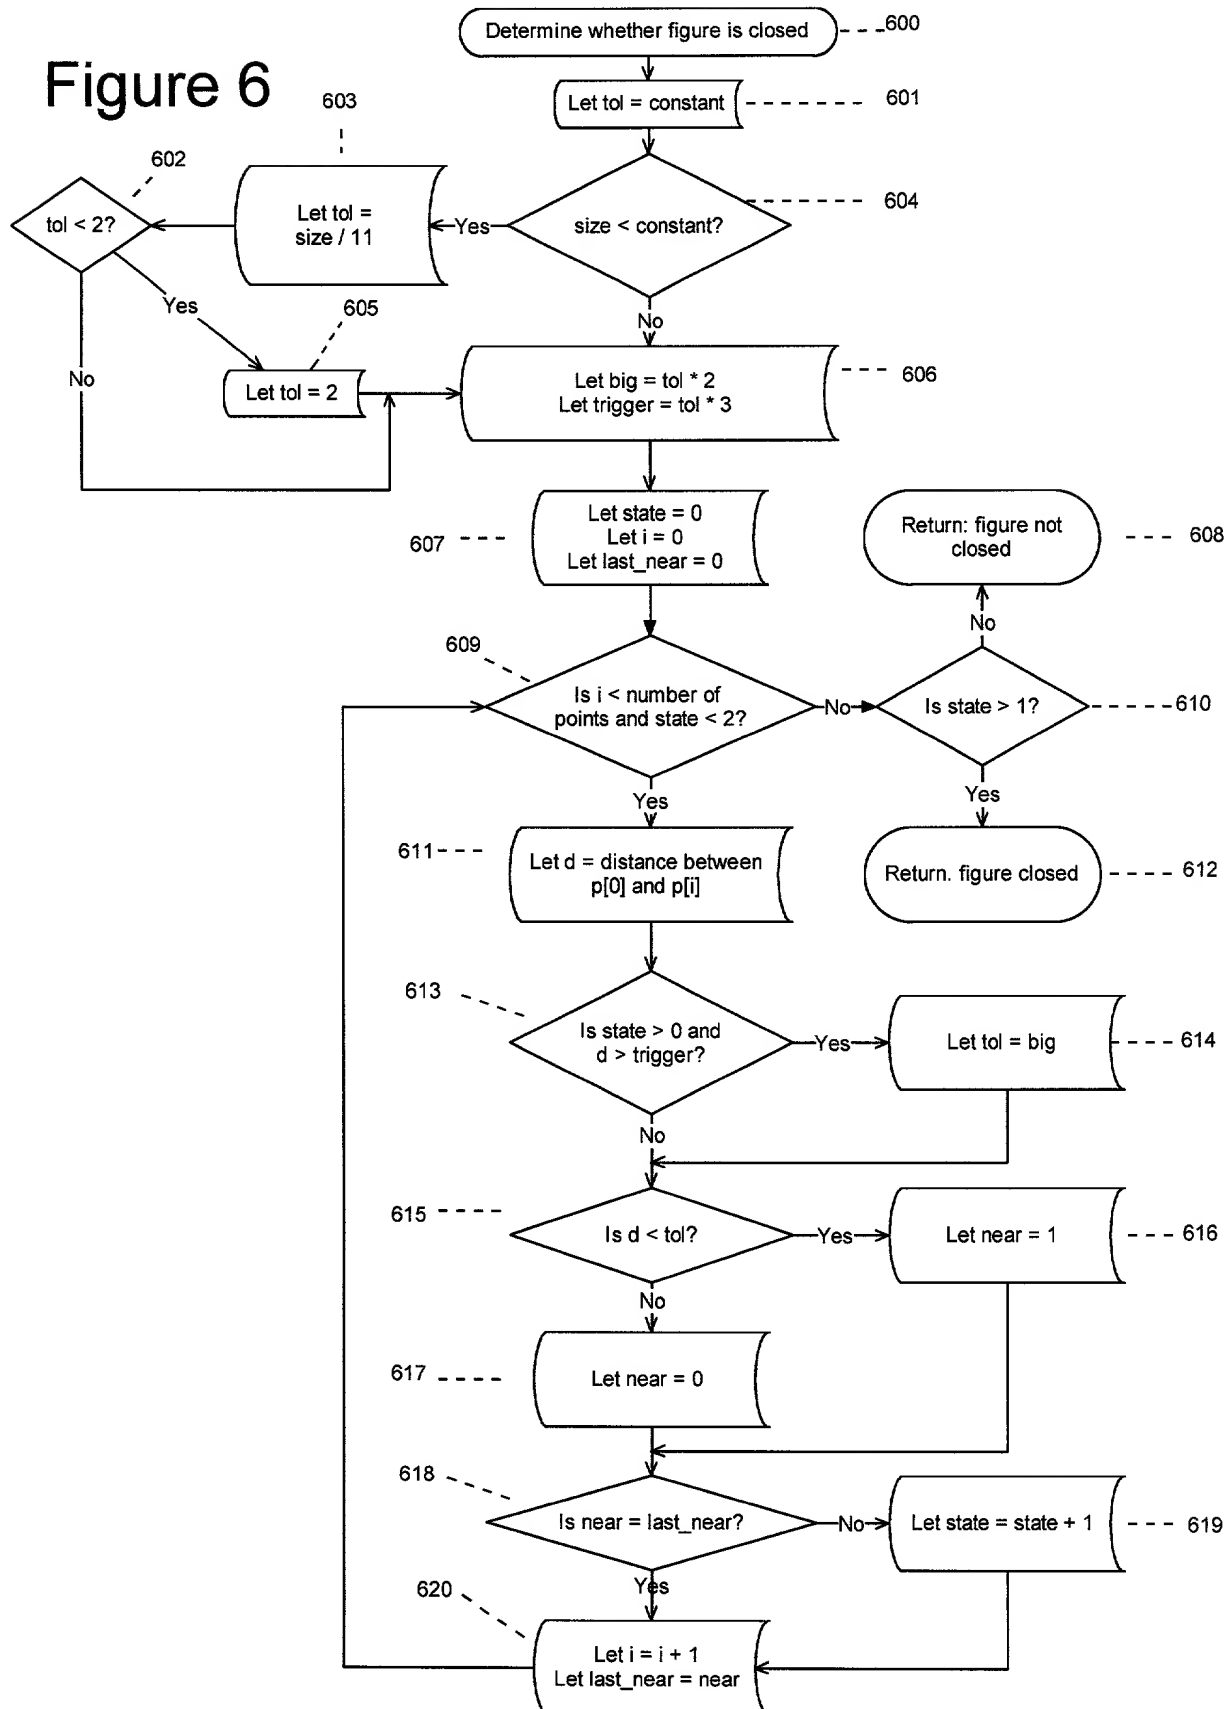 Figure 6
Determine whether figure is closed
600
Let tol = constant
601
603
602
tol < 2?
Let tol =
size / 11
Yes
size < constant?
604
Yes
605
No
No
Let tol = 2
Let big = tol * 2
Let trigger = tol * 3
606
607
Let state = 0
Let i = 0
Let last_near = 0
Return: figure not
closed
608
No
609
Is i < number of
points and state < 2?
No
Is state > 1?
610
Yes
Yes
611
Let d = distance between
p[0] and p[i]
Return. figure closed
612
613
Is state > 0 and
d > trigger?
Yes
Let tol = big
614
No
615
Is d < tol?
Yes
Let near = 1
616
No
617
Let near = 0
618
Is near = last_near?
No
Let state = state + 1
619
Yes
620
Let i = i + 1
Let last_near = near